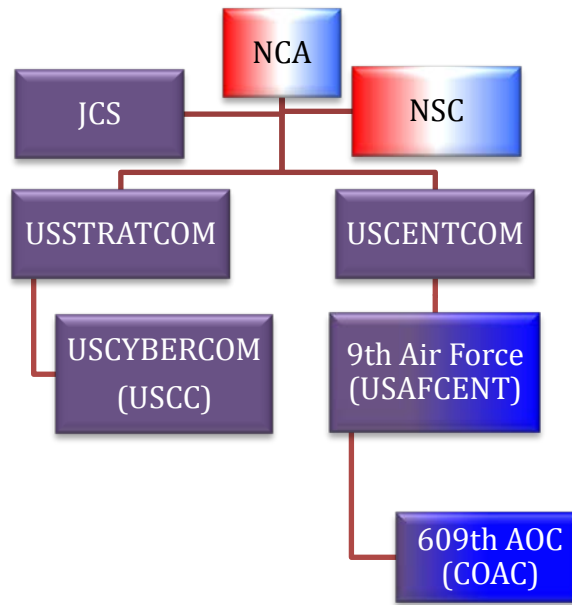 NCA
JCS
NSC
USSTRATCOM
USCENTCOM
USCYBERCOM
(USCC)
9th Air Force
(USAFCENT)
609th AOC
(COAC)